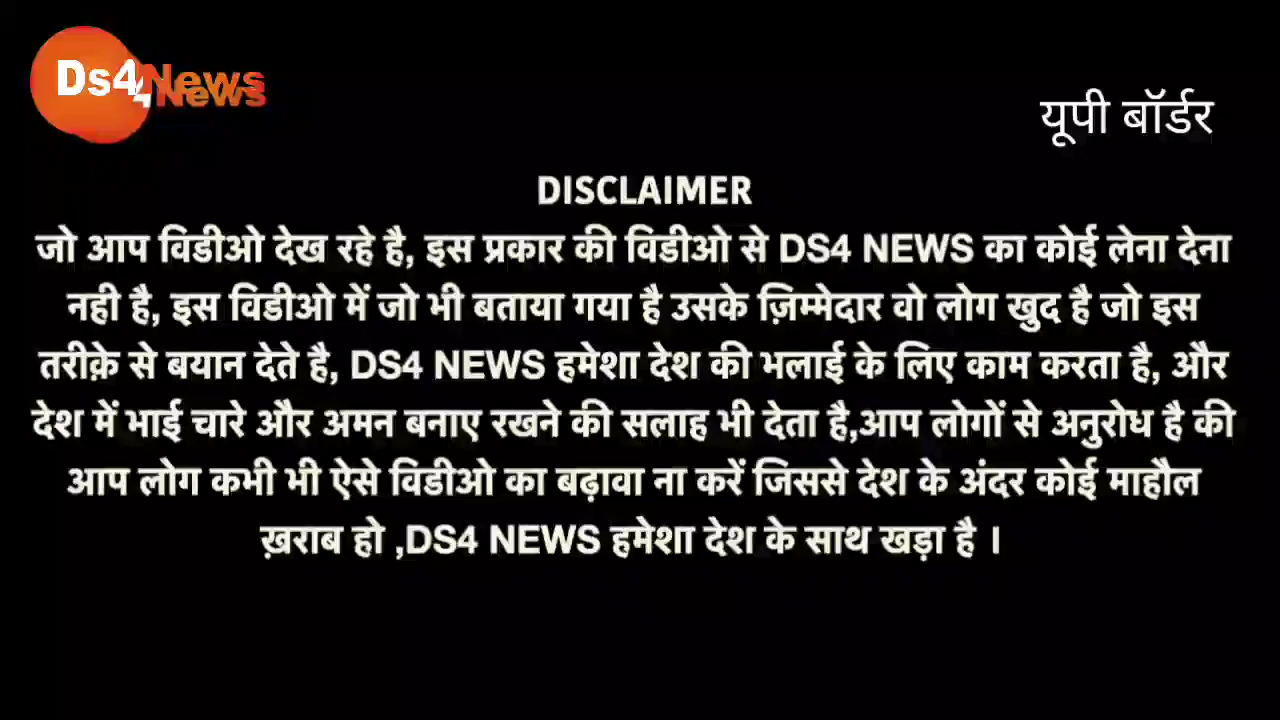 Ds4News
4News
यूपी बॉर्डर
DISCLAIMER
जो आप विडीओ देख रहे है, इस प्रकार की विडीओ से DS4 NEWS का कोई लेना देना
नही है, इस विडीओ में जो भी बताया गया है उसके ज़िम्मेदार वो लोग खुद है जो इस
तरीक़े से बयान देते है, DS4 NEWS हमेशा देश की भलाई के लिए काम करता है, और
देश में भाई चारे और अमन बनाए रखने की सलाह भी देता है,आप लोगों से अनुरोध है की
आप लोग कभी भी ऐसे विडीओ का बढ़ावा ना करें जिससे देश के अंदर कोई माहौल
ख़राब हो ,DS4 NEWS हमेशा देश के साथ खड़ा है ।